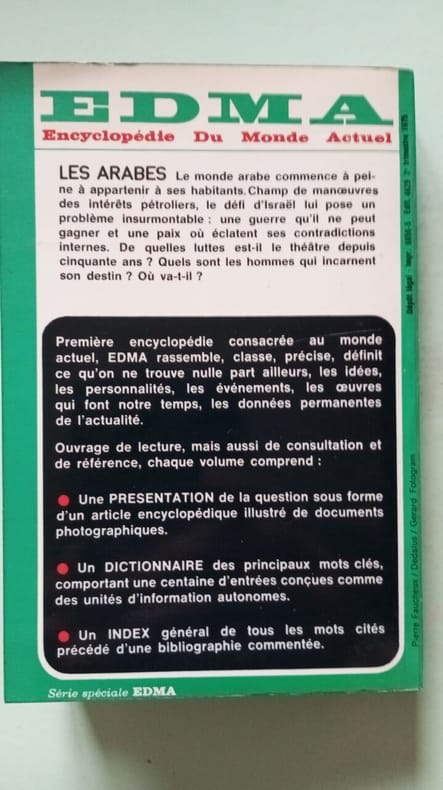 EDMA
Encyclopédie Du Monde Actuel
LES ARABES Le monde arabe commence à pei-
ne à appartenir à ses habitants. Champ de manœuvres
des intérêts pétroliers, le défi d'Israël lui pose un
problème insurmontable : une guerre qu'il ne peut
gagner et une paix où éclatent ses contradictions
internes. De quelles luttes est-il le théâtre depuis
cinquante ans ? Quels sont les hommes qui incarnent
son destin ? Où va-t-il ?
Première encyclopédie consacrée au monde
actuel, EDMA rassemble, classe, précise, définit
ce qu'on ne trouve nulle part ailleurs, les idées,
les personnalités, les événements, les œuvres
qui font notre temps, les données permanentes
de l'actualité.
Ouvrage de lecture, mais aussi de consultation et
de référence, chaque volume comprend :
● Une PRESENTATION de la question sous forme
d'un article encyclopédique illustré de documents
photographiques.
● Un DICTIONNAIRE des principaux mots clés,
comportant une centaine d'entrées conçues comme
des unités d'information autonomes.
● Un INDEX général de tous les mots cités
précédé d'une bibliographie commentée.
Série spéciale EDMA
Pierre Faucheux / Dedalus / Gerard Fotogram
Dépôt légal - Impr. Edit. 4629 2e trimestre 1975